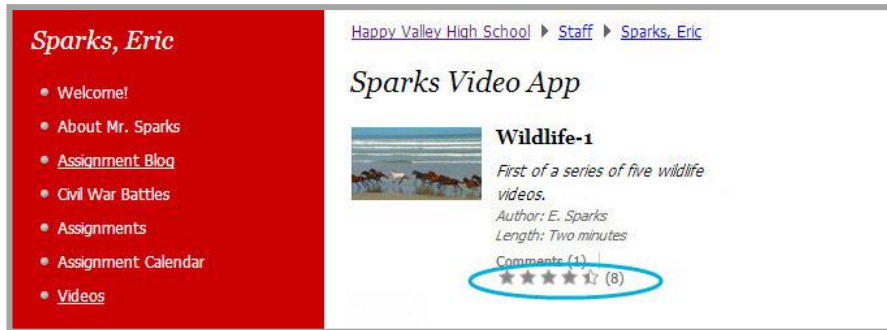 Sparks, Eric
Welcome!
About Mr. Sparks
Assignment Blog
Civil War Battles
Assignments
Assignment Calendar
Videos
Happy Valley High School Staff Sparks, Eric
Sparks Video App
Wildlife-1
First of a series of five wildlife
videos.
Author: E. Sparks
Length: Two minutes
Comments (1) |
(8)